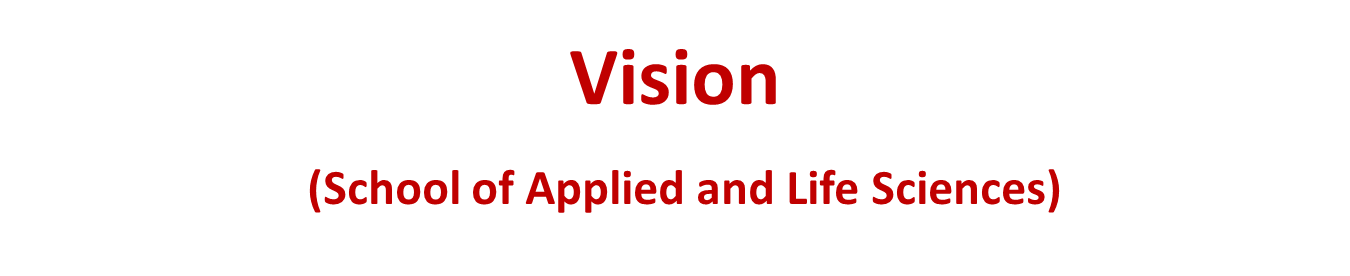 Vision
(School of Applied and Life Sciences)